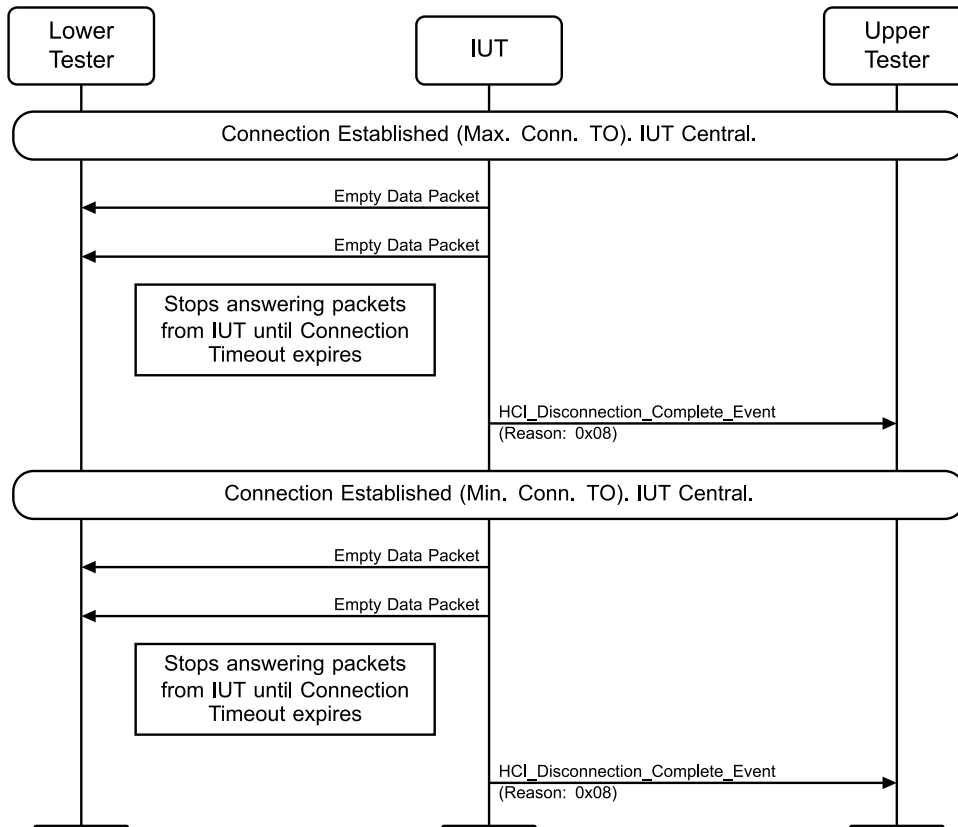 Lower
Tester
IUT
Upper
Tester
Connection Established (Max. Conn. TO). IUT Central.
Empty Data Packet
Empty Data Packet
Stops answering packets
from IUT until Connection
Timeout expires
HCI_Disconnection_Complete_Event
(Reason: 0x08)
Connection Established (Min. Conn. TO). IUT Central.
Empty Data Packet
Empty Data Packet
Stops answering packets
from IUT until Connection
Timeout expires
HCI_Disconnection_Complete_Event
(Reason: 0x08)